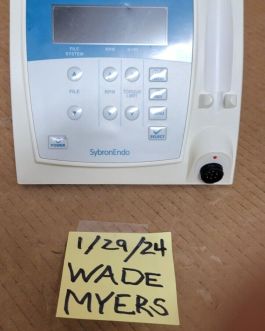 FILE
SYSTEM
RPM
FILE
RPM
TORQUE
LIMIT
POWER
SELECT
SybronEndo
1/29/24
WADE
MYERS